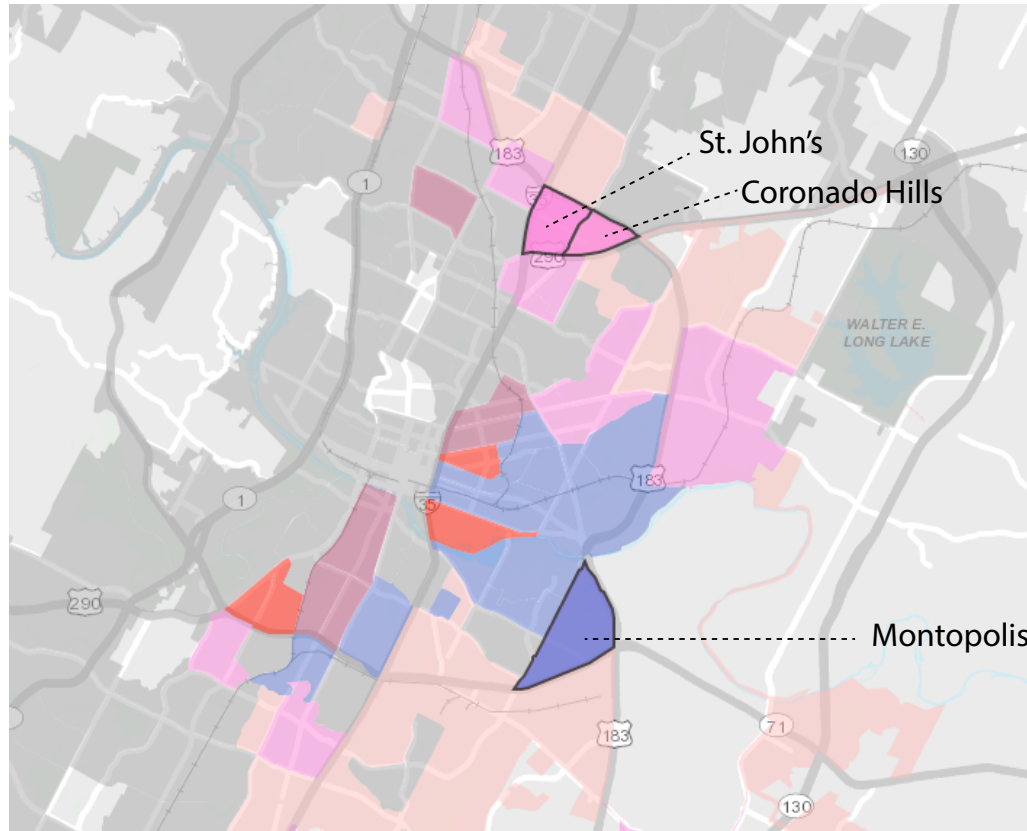 183
130
St. John's
1
Coronado Hills
290
WALTER E.
LONG LAKE
183
1
35
290
Montopolis
71
183
130